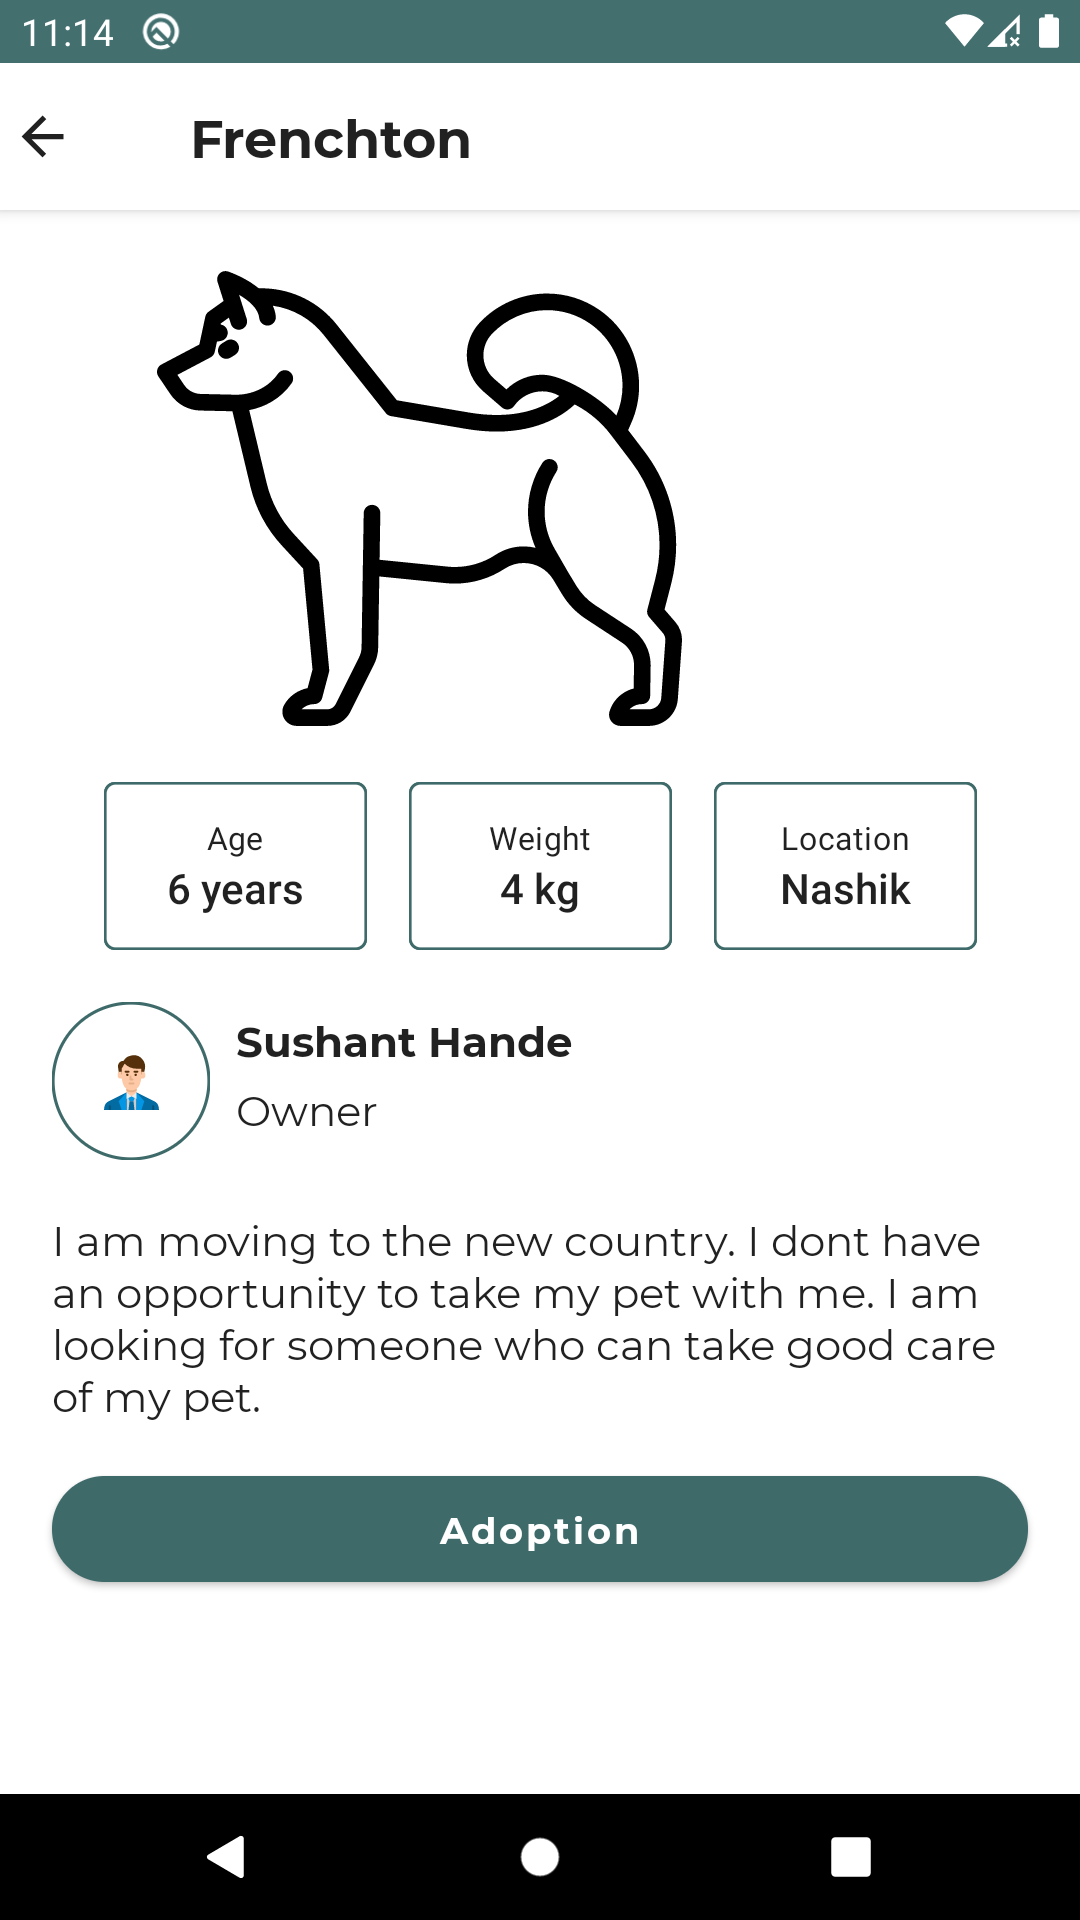 11:14
Frenchton
Age
6 years
Weight
4 kg
Location
Nashik
Sushant Hande
Owner
I am moving to the new country. I dont have
an opportunity to take my pet with me. I am
looking for someone who can take good care
of my pet.
Adoption